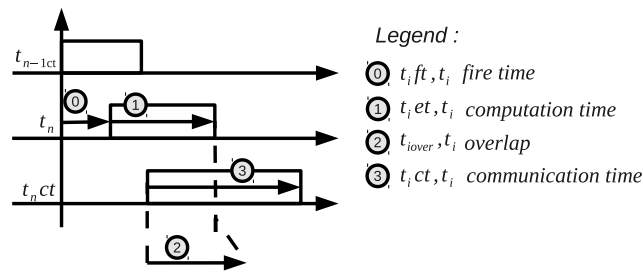 Legend :
t_{n-1ct}
0 t_i ft , t_i fire time
0
1
1 t_i et , t_i computation time
t_n
2 t_{iover} , t_i overlap
3
3 t_i ct , t_i communication time
t_n ct
2